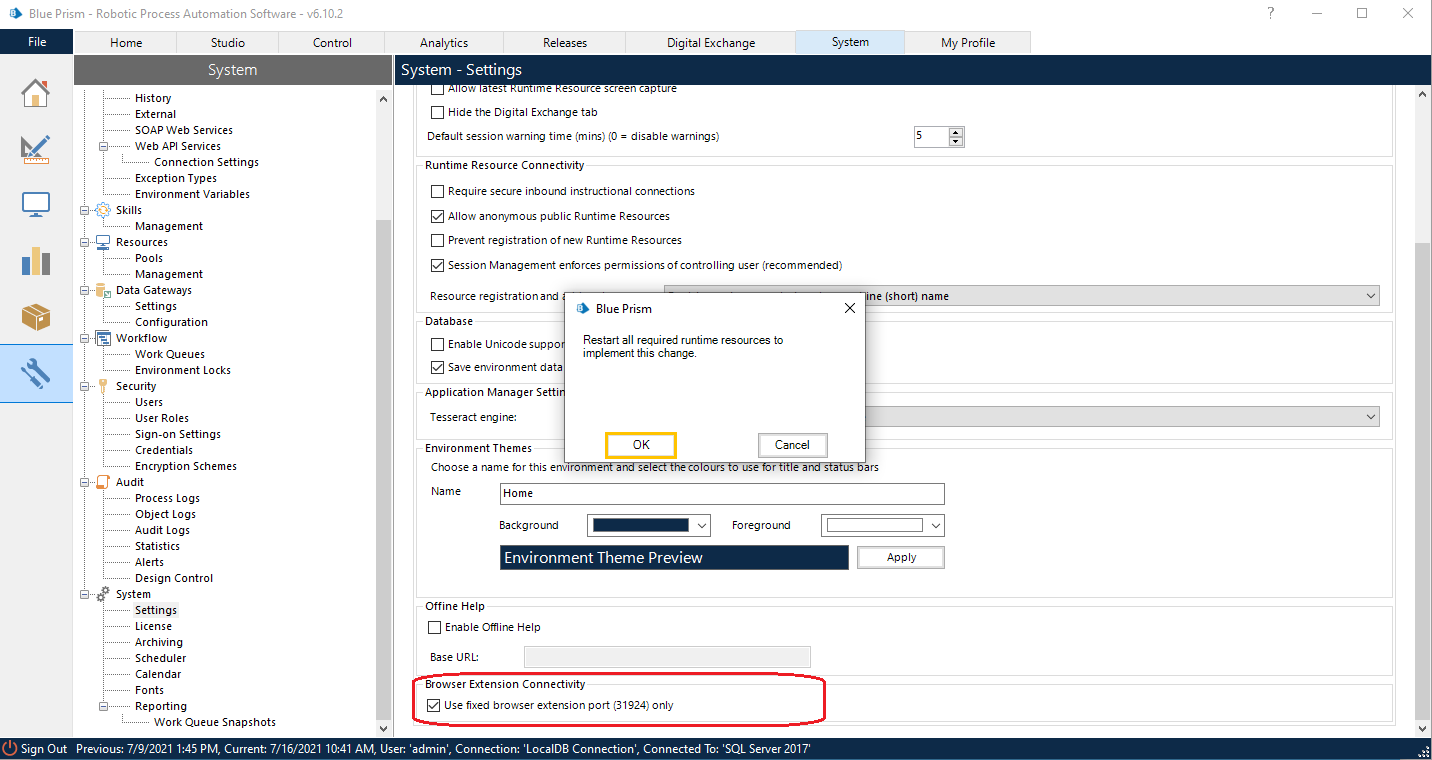 Blue Prism - Robotic Process Automation Software - v6.10.2
?
File
Home
Studio
Control
Analytics
Releases
Digital Exchange
System
My Profile
System
History
External
SOAP Web Services
Web API Services
Connection Settings
Exception Types
Environment Variables
Skills
Management
Resources
Pools
Management
Data Gateways
Settings
Configuration
Workflow
Work Queues
Environment Locks
Security
Users
User Roles
Sign-on Settings
Credentials
Encryption Schemes
Audit
Process Logs
Object Logs
Audit Logs
Statistics
Alerts
Design Control
System
Settings
License
Archiving
Scheduler
Calendar
Fonts
Reporting
Work Queue Snapshots
System - Settings
Allow latest Runtime Resource screen capture
Hide the Digital Exchange tab
Default session warning time (mins) (0 = disable warnings)
5
Runtime Resource Connectivity
Require secure inbound instructional connections
Allow anonymous public Runtime Resources
Prevent registration of new Runtime Resources
Session Management enforces permissions of controlling user (recommended)
Resource registration and
(short) name
Database
Enable Unicode suppor
Save environment data
Application Manager Settin
Tesseract engine:
Blue Prism
Restart all required runtime resources to
implement this change.
OK
Cancel
Environment Themes
Choose a name for this environment and select the colours to use for title and status bars
Name
Home
Background
Foreground
Environment Theme Preview
Apply
Offine Help
Enable Offline Help
Base URL:
Browser Extension Connectivity
Use fixed browser extension port (31924) only
Sign Out Previous: 7/9/2021 1:45 PM, Current: 7/16/2021 10:41 AM, User: 'admin', Connection: 'LocalDB Connection', Connected To: 'SQL Server 2017'